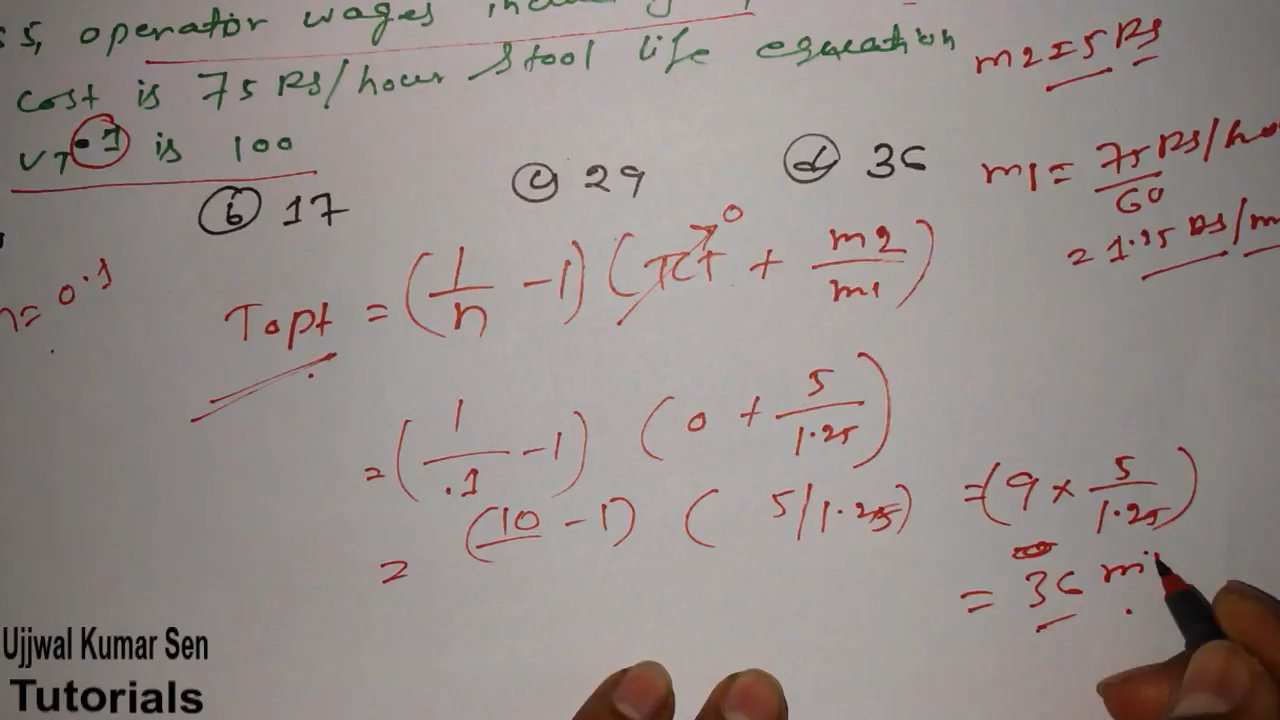 s 5, operator wages
cost is 75 Rs/hour & tool life equation
VT^.1 is 100
(b) 17 (c) 29 (d) 36
m2 = 5 Rs
m1 = 75 Rs/ho / 60
= 1.25 Rs/m
n = 0.1
Topt = (1/n - 1) (TCT→0 + m2/m1)
= (1/.1 - 1) (0 + 5/1.25)
= (10 - 1) ( 5/1.25)
= (9 × 5/1.25)
= 36 mi
Ujjwal Kumar Sen
Tutorials